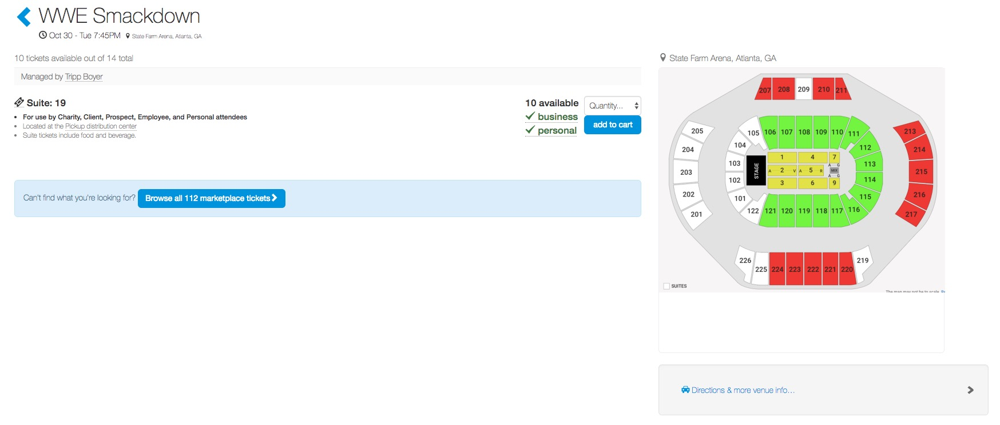 WWE Smackdown
Oct 30 - Tue 7:45PM State Farm Arena, Atlanta, GA
10 tickets available out of 14 total
Managed by Tripp Boyer
Suite: 19
• For use by Charity, Client, Prospect, Employee, and Personal attendees
• Located at the Pickup distribution center
• Suite tickets include food and beverage.
10 available
business
personal
Quantity...
add to cart
Can't find what you're looking for? Browse all 112 marketplace tickets
State Farm Arena, Atlanta, GA
207 208 209 210 211
205 105 106 107 108 109 110 111 213
204 104 112 214
103 STAGE 1 4 7 113
203 A 2 V A 5 R A G MIX A G 215
102 3 6 9 114
202 101 115 216
201 122 121 120 119 118 117 116 217
226 225 224 223 222 221 220 219
SUITES
The map may not be to scale.
Directions & more venue info...